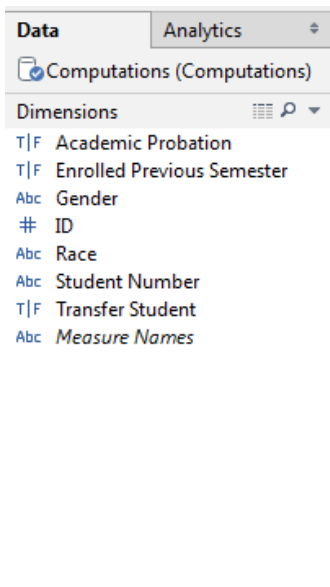 Data Analytics
Computations (Computations)
Dimensions
T|F Academic Probation
T|F Enrolled Previous Semester
Abc Gender
# ID
Abc Race
Abc Student Number
T|F Transfer Student
Abc Measure Names